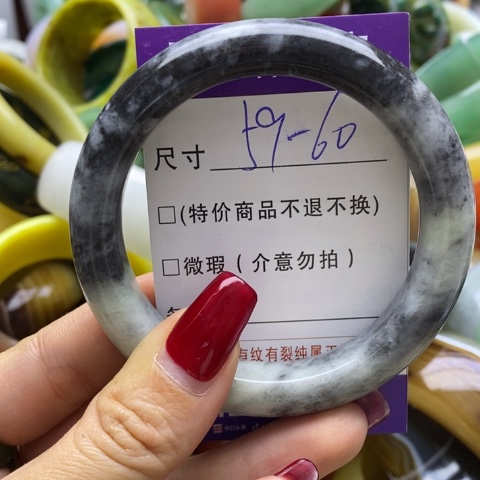 尺寸 59-60
□(特价商品不退不换)
□微瑕（介意勿拍）
有纹有裂纯属正